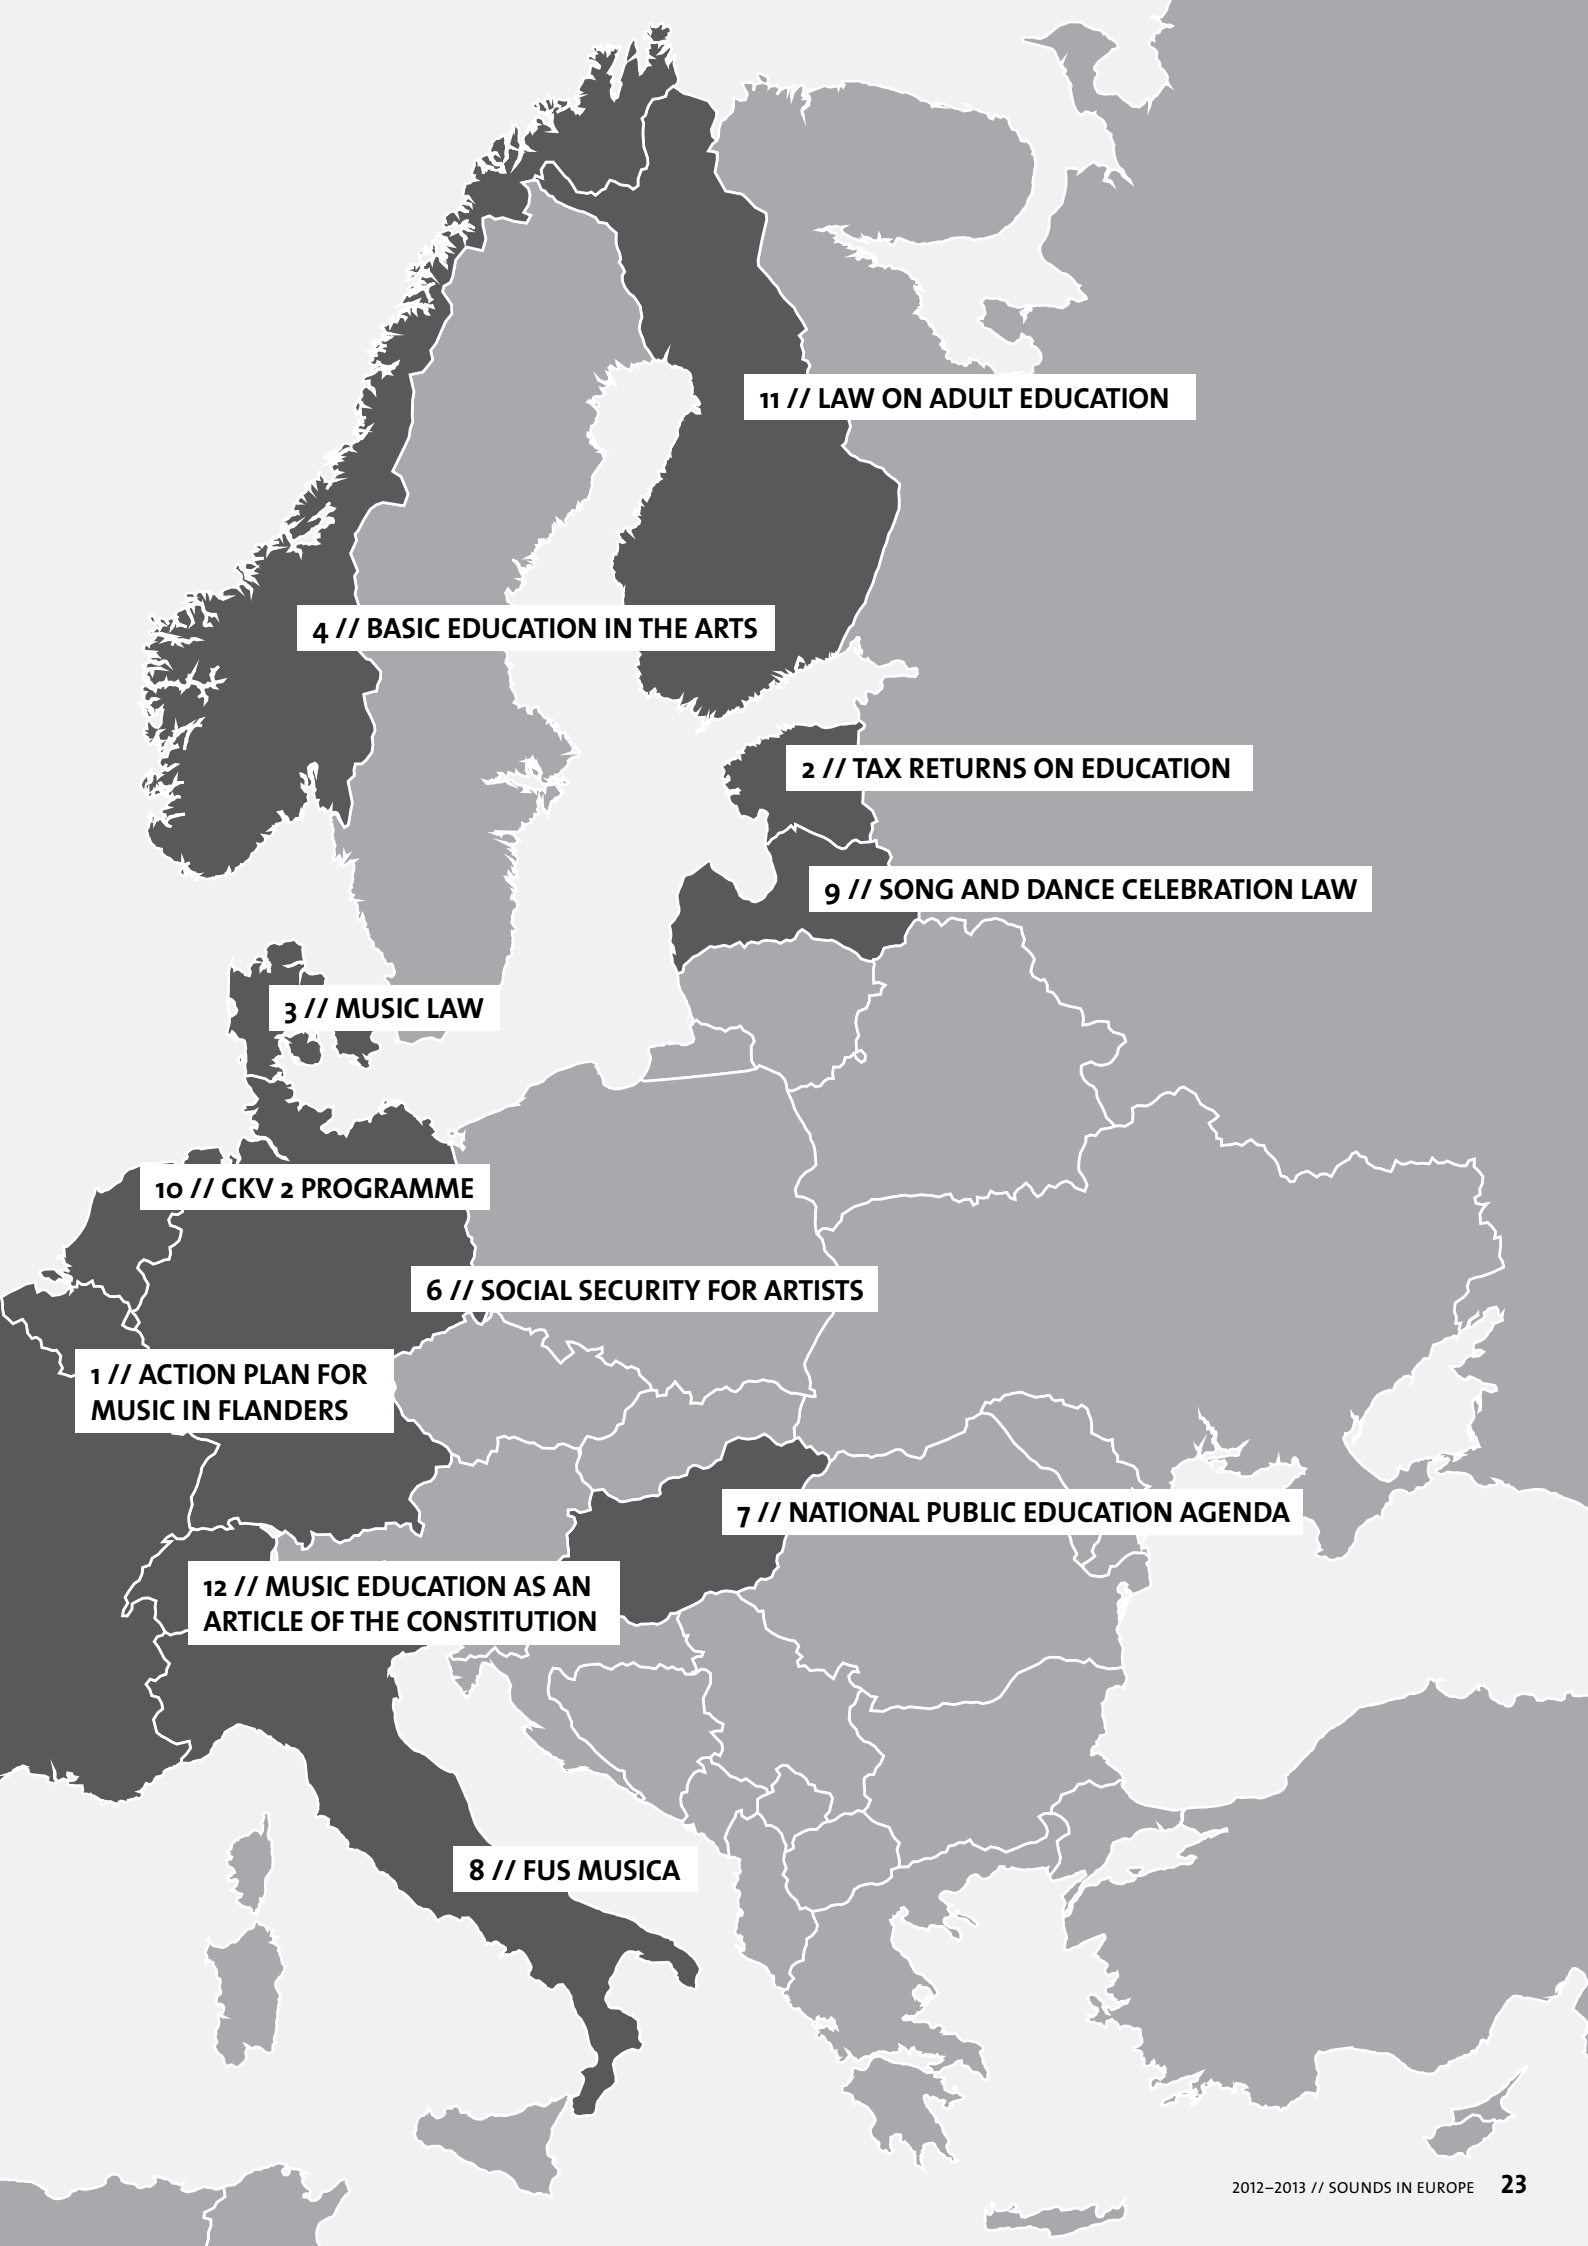 11 // LAW ON ADULT EDUCATION
4 // BASIC EDUCATION IN THE ARTS
2 // TAX RETURNS ON EDUCATION
9 // SONG AND DANCE CELEBRATION LAW
3 // MUSIC LAW
10 // CKV 2 PROGRAMME
6 // SOCIAL SECURITY FOR ARTISTS
1 // ACTION PLAN FOR
MUSIC IN FLANDERS
7 // NATIONAL PUBLIC EDUCATION AGENDA
12 // MUSIC EDUCATION AS AN
ARTICLE OF THE CONSTITUTION
8 // FUS MUSICA
2012–2013 // SOUNDS IN EUROPE 23